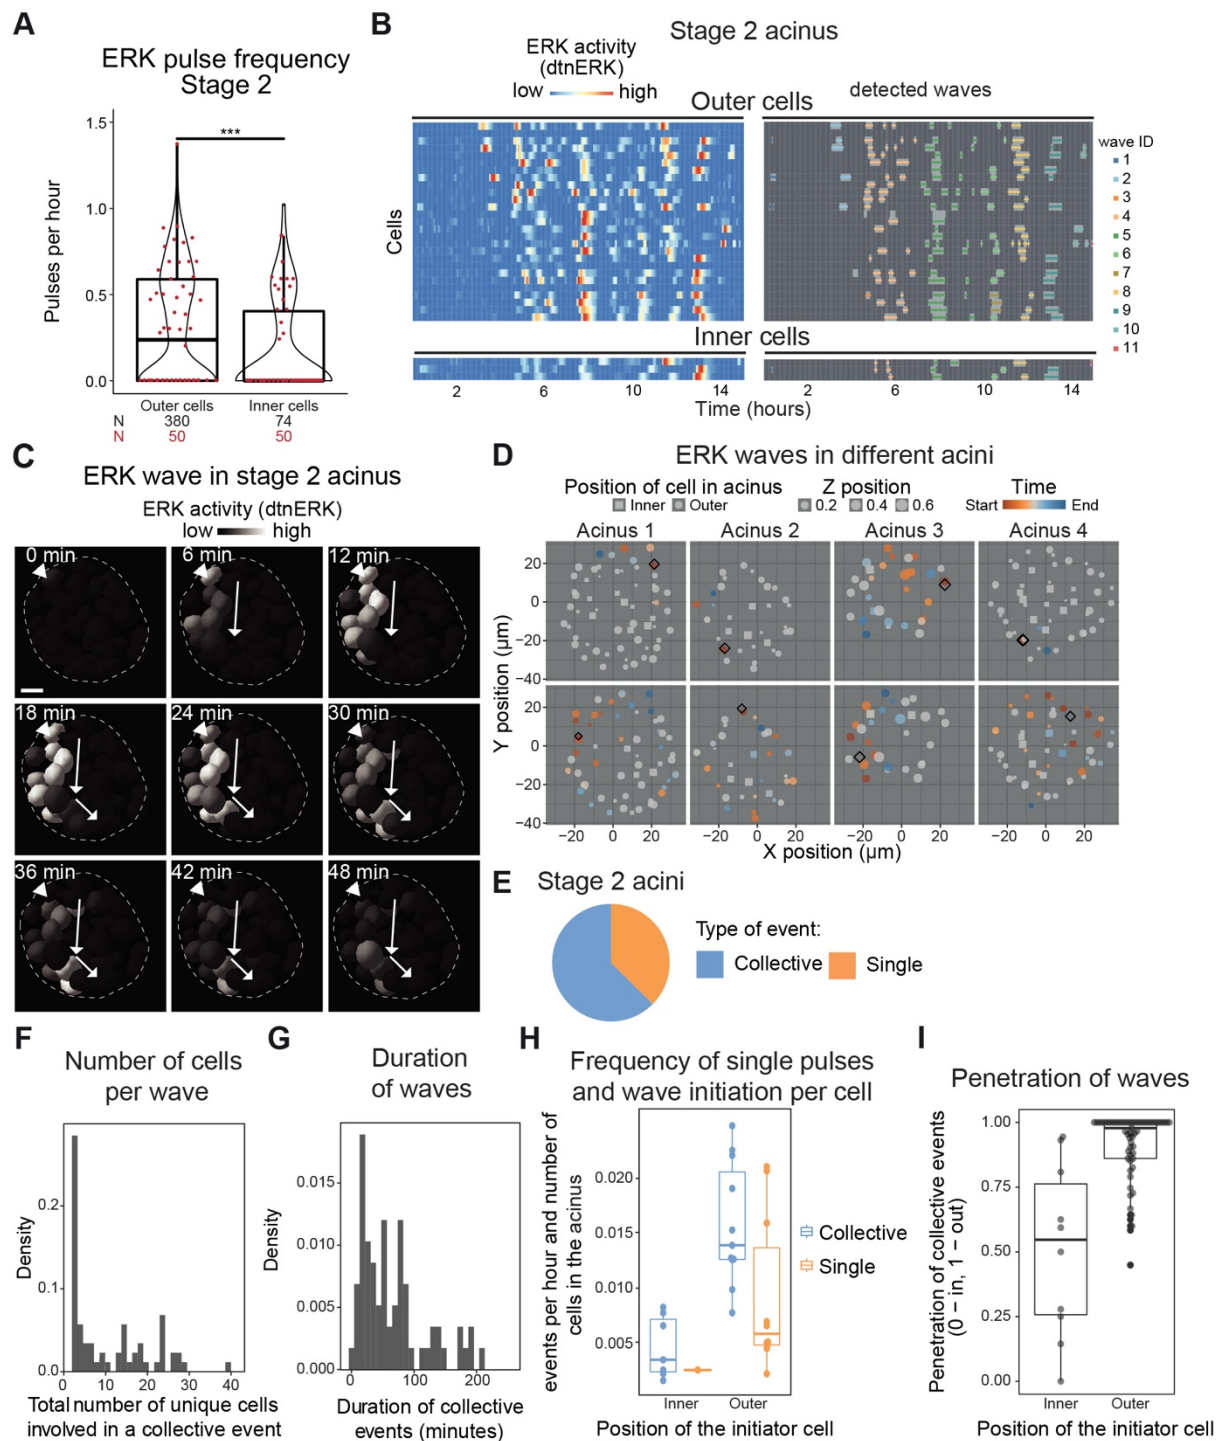 A
ERK pulse frequency
Stage 2
Pulses per hour
1.5
1.0
0.5
0.0
***
Outer cells
Inner cells
N 380 74
N 50 50
B
Stage 2 acinus
ERK activity
(dtnERK)
low high
Outer cells
detected waves
Cells
wave ID
1
2
3
4
5
6
7
8
9
10
11
Inner cells
2 6 10 14
2 6 10 14
Time (hours)
C
ERK wave in stage 2 acinus
ERK activity (dtnERK)
low high
0 min
6 min
12 min
18 min
24 min
30 min
36 min
42 min
48 min
D
ERK waves in different acini
Position of cell in acinus
Inner Outer
Z position
0.2 0.4 0.6
Time
Start End
Acinus 1
Acinus 2
Acinus 3
Acinus 4
Y position (µm)
20
0
−20
−40
20
0
−20
−40
−20 0 20
−20 0 20
−20 0 20
−20 0 20
X position (µm)
E
Stage 2 acini
Type of event:
Collective
Single
F
Number of cells
per wave
Density
0.2
0.1
0.0
0 10 20 30 40
Total number of unique cells
involved in a collective event
G
Duration
of waves
Density
0.015
0.010
0.005
0.000
0 100 200
Duration of collective
events (minutes)
H
Frequency of single pulses
and wave initiation per cell
events per hour and number of
cells in the acinus
0.020
0.015
0.010
0.005
Inner Outer
Position of the initiator cell
Collective
Single
I
Penetration of waves
Penetration of collective events
(0 − in, 1 − out)
1.00
0.75
0.50
0.25
0.00
Inner Outer
Position of the initiator cell